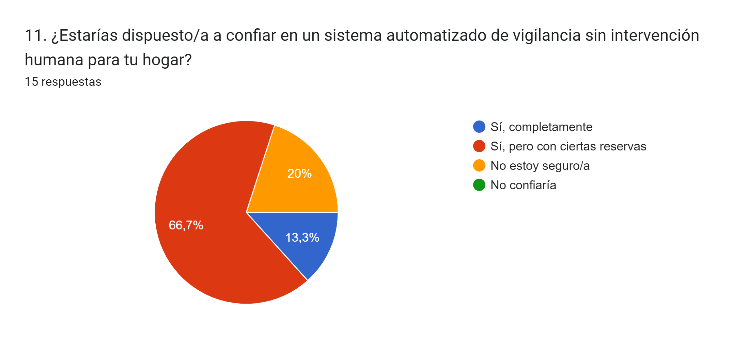 11. ¿Estarías dispuesto/a a confiar en un sistema automatizado de vigilancia sin intervención
humana para tu hogar?
15 respuestas
Sí, completamente
Sí, pero con ciertas reservas
No estoy seguro/a
No confiaría
20%
66,7%
13,3%